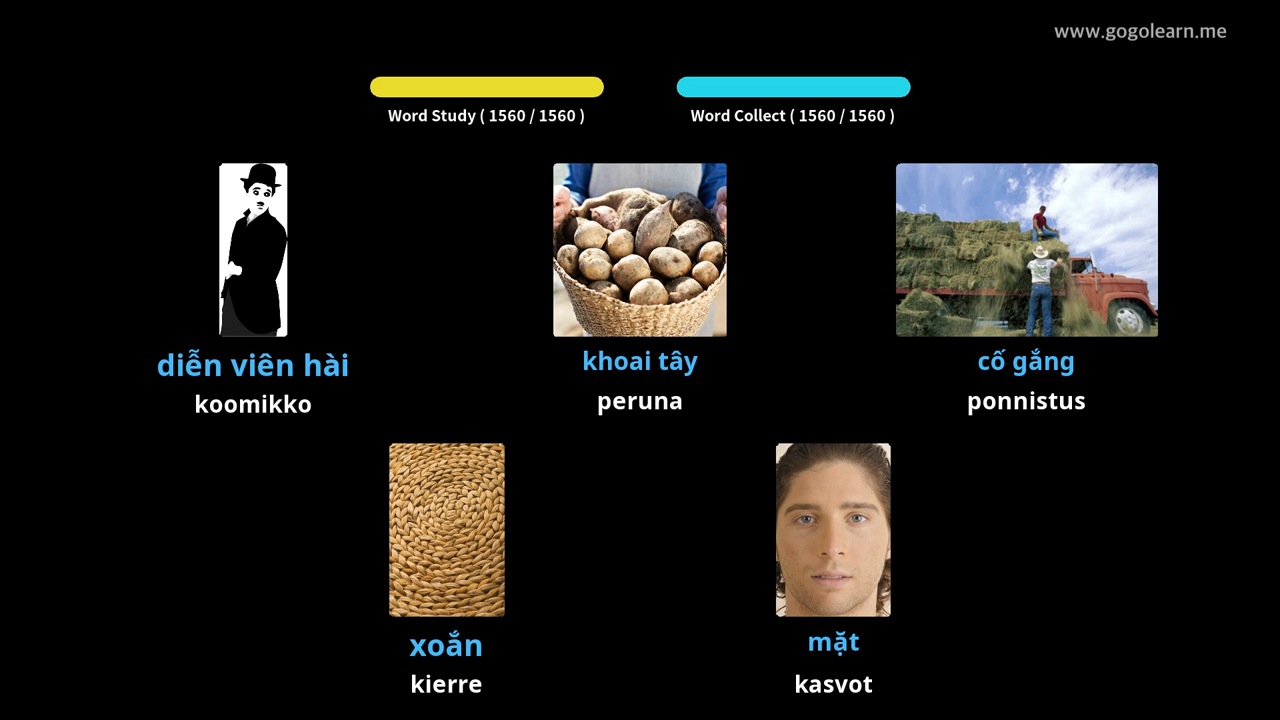 www.gogolearn.me
Word Study ( 1560 / 1560 )
Word Collect ( 1560 / 1560 )
diễn viên hài
koomikko
khoai tây
peruna
cố gắng
ponnistus
xoắn
kierre
mặt
kasvot